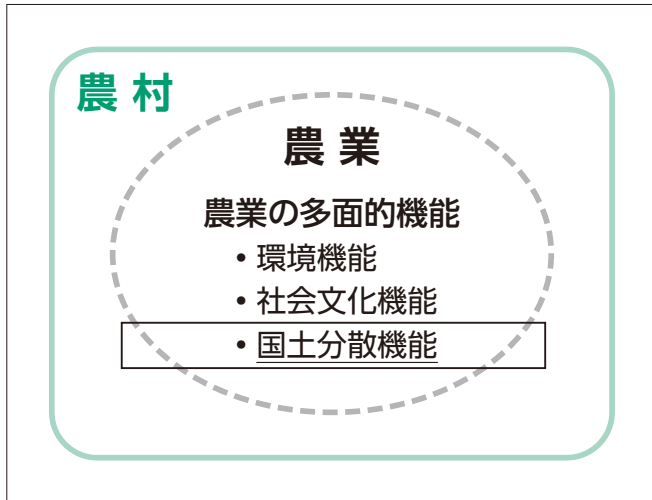 農村
農業
農業の多面的機能
・環境機能
・社会文化機能
・国土分散機能